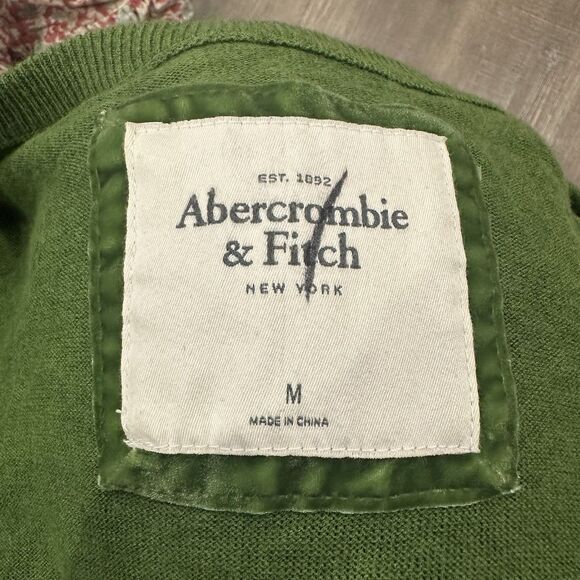 EST. 1892
Abercrombie
& Fitch
NEW YORK
M
MADE IN CHINA